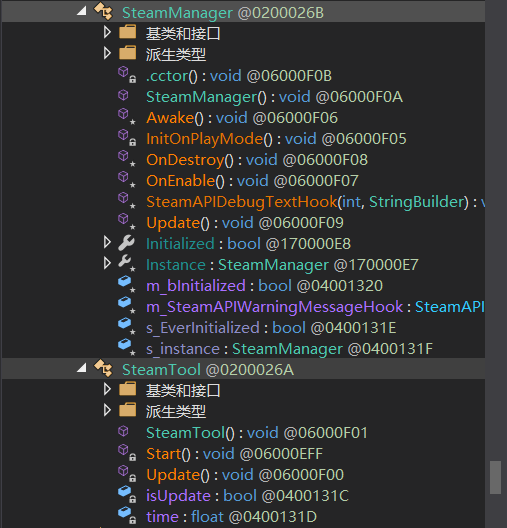 SteamManager @0200026B
基类和接口
派生类型
.cctor() : void @06000F0B
SteamManager() : void @06000F0A
Awake() : void @06000F06
InitOnPlayMode() : void @06000F05
OnDestroy() : void @06000F08
OnEnable() : void @06000F07
SteamAPIDebugTextHook(int, StringBuilder) : v
Update() : void @06000F09
Initialized : bool @170000E8
Instance : SteamManager @170000E7
m_bInitialized : bool @04001320
m_SteamAPIWarningMessageHook : SteamAPI
s_EverInitialized : bool @0400131E
s_instance : SteamManager @0400131F
SteamTool @0200026A
基类和接口
派生类型
SteamTool() : void @06000F01
Start() : void @06000EFF
Update() : void @06000F00
isUpdate : bool @0400131C
time : float @0400131D